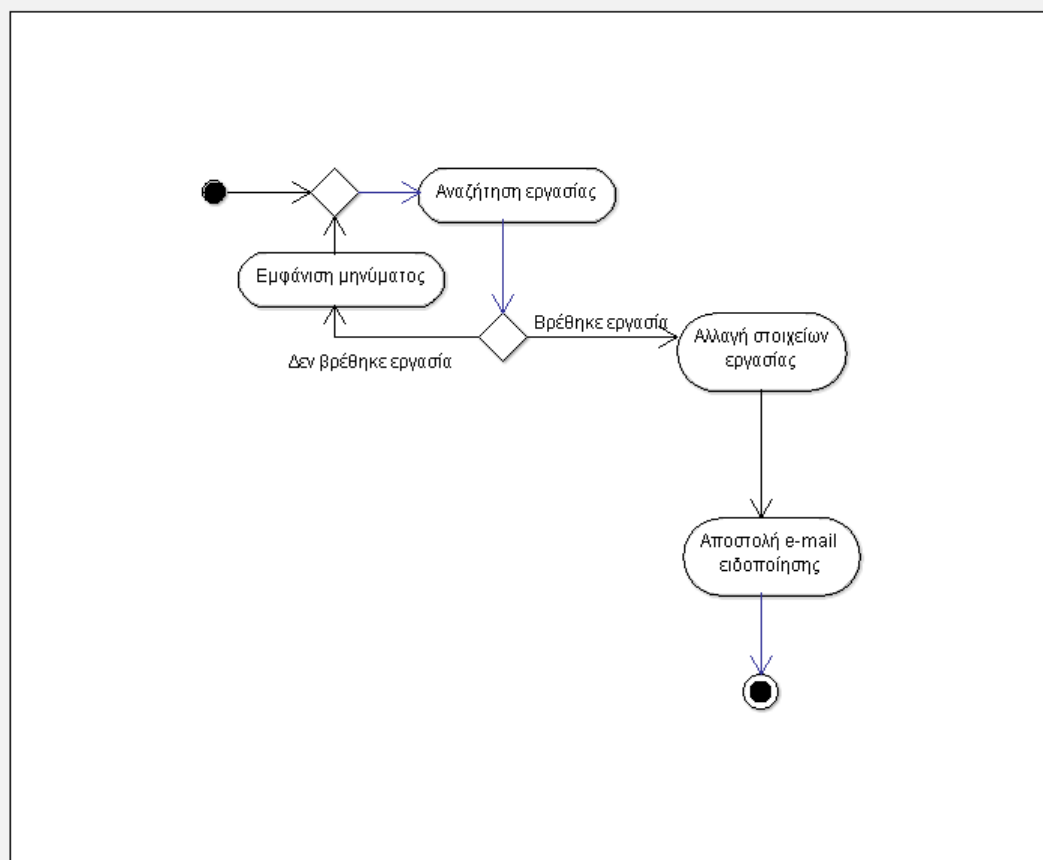 Αναζήτηση εργασίας
Εμφάνιση μηνύματος
Βρέθηκε εργασία
Δεν βρέθηκε εργασία
Αλλαγή στοιχείων
εργασίας
Αποστολή e-mail
ειδοποίησης